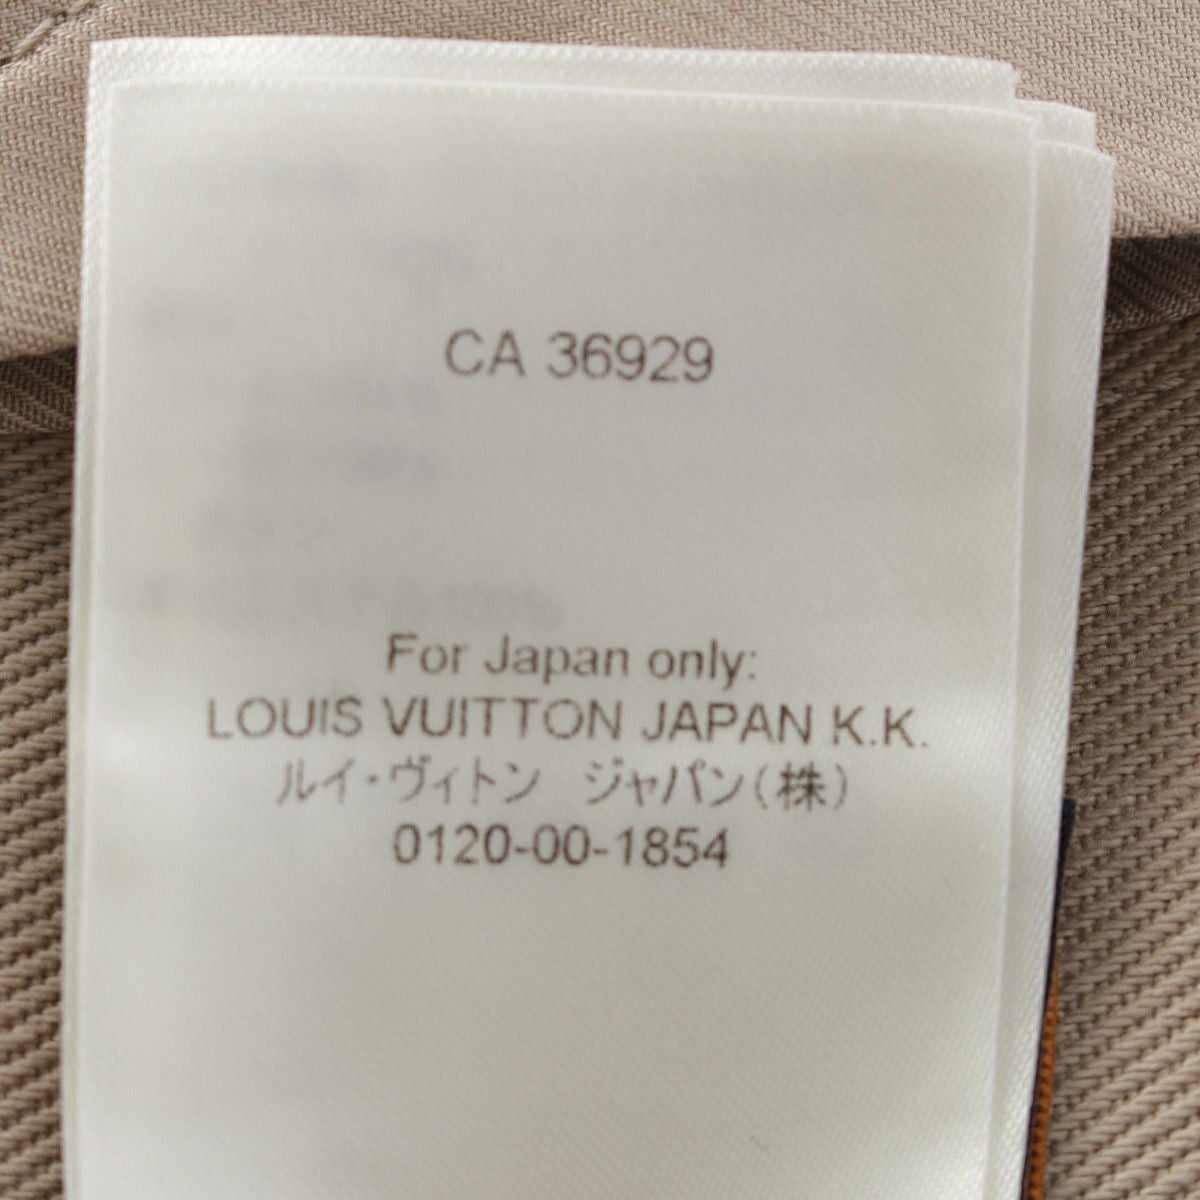 CA 36929
For Japan only:
LOUIS VUITTON JAPAN K.K.
ルイ・ヴィトン　ジャパン(株)
0120-00-1854